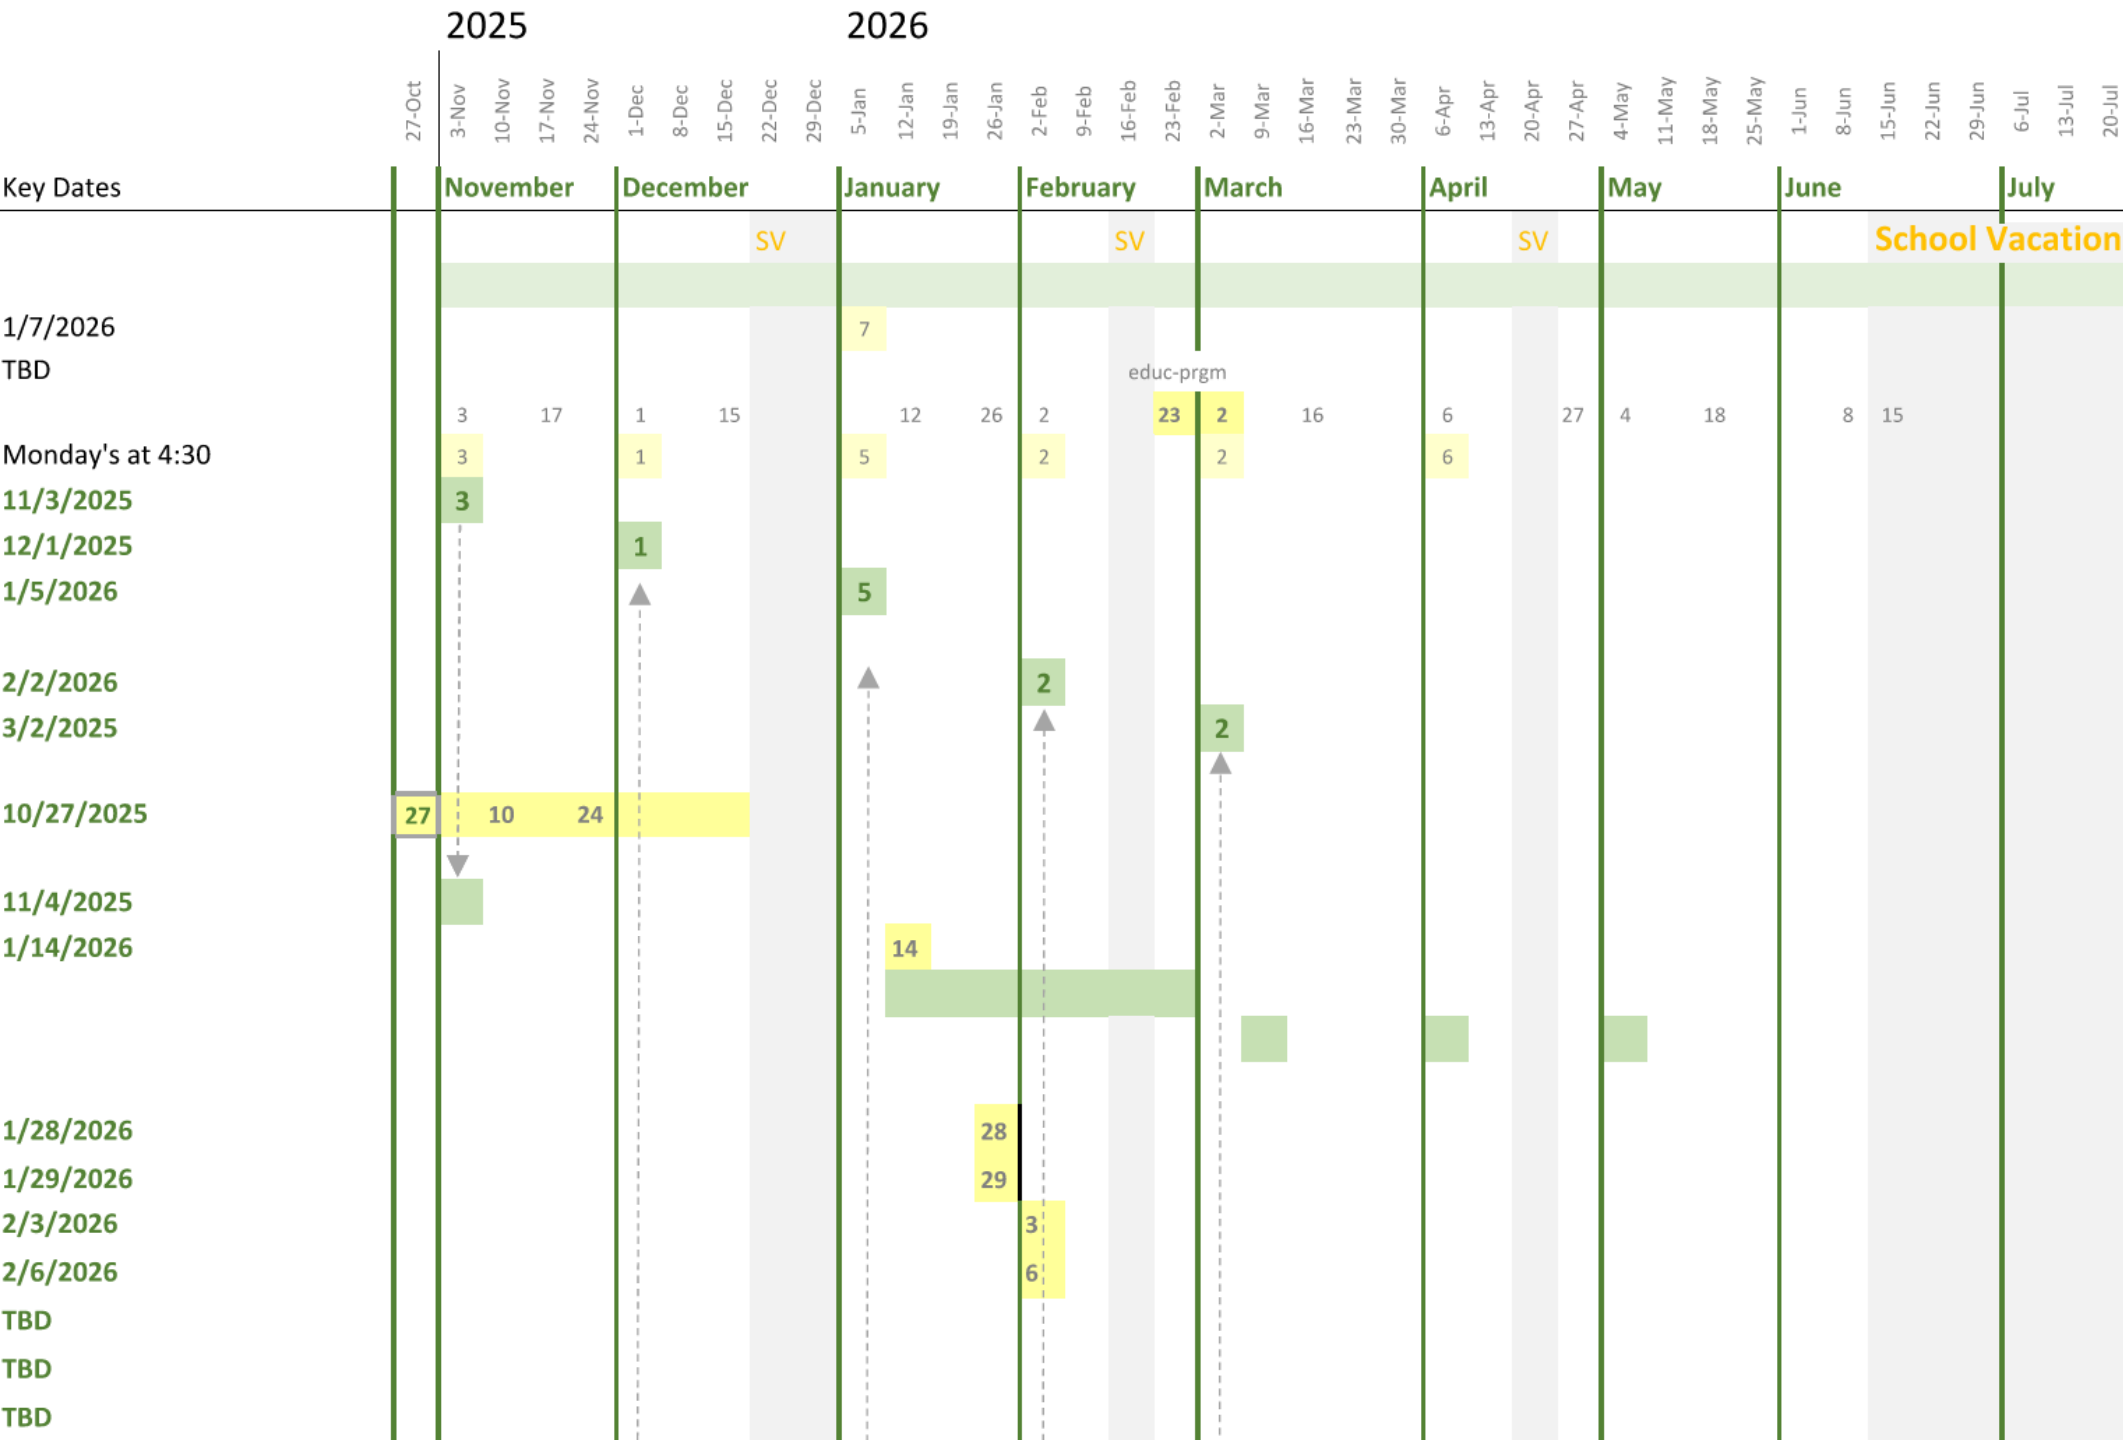 2025 2026
27-Oct 3-Nov 10-Nov 17-Nov 24-Nov 1-Dec 8-Dec 15-Dec 22-Dec 29-Dec 5-Jan 12-Jan 19-Jan 26-Jan 2-Feb 9-Feb 16-Feb 23-Feb 2-Mar 9-Mar 16-Mar 23-Mar 30-Mar 6-Apr 13-Apr 20-Apr 27-Apr 4-May 11-May 18-May 25-May 1-Jun 8-Jun 15-Jun 22-Jun 29-Jun 6-Jul 13-Jul 20-Jul
Key Dates November December January February March April May June July
SV SV SV School Vacation
1/7/2026 7
TBD educ-prgm
3 17 1 15 12 26 2 23 2 16 6 27 4 18 8 15
Monday's at 4:30 3 1 5 2 2 6
11/3/2025 3
12/1/2025 1
1/5/2026 5
2/2/2026 2
3/2/2025 2
10/27/2025 27 10 24
11/4/2025
1/14/2026 14
1/28/2026 28
1/29/2026 29
2/3/2026 3
2/6/2026 6
TBD
TBD
TBD